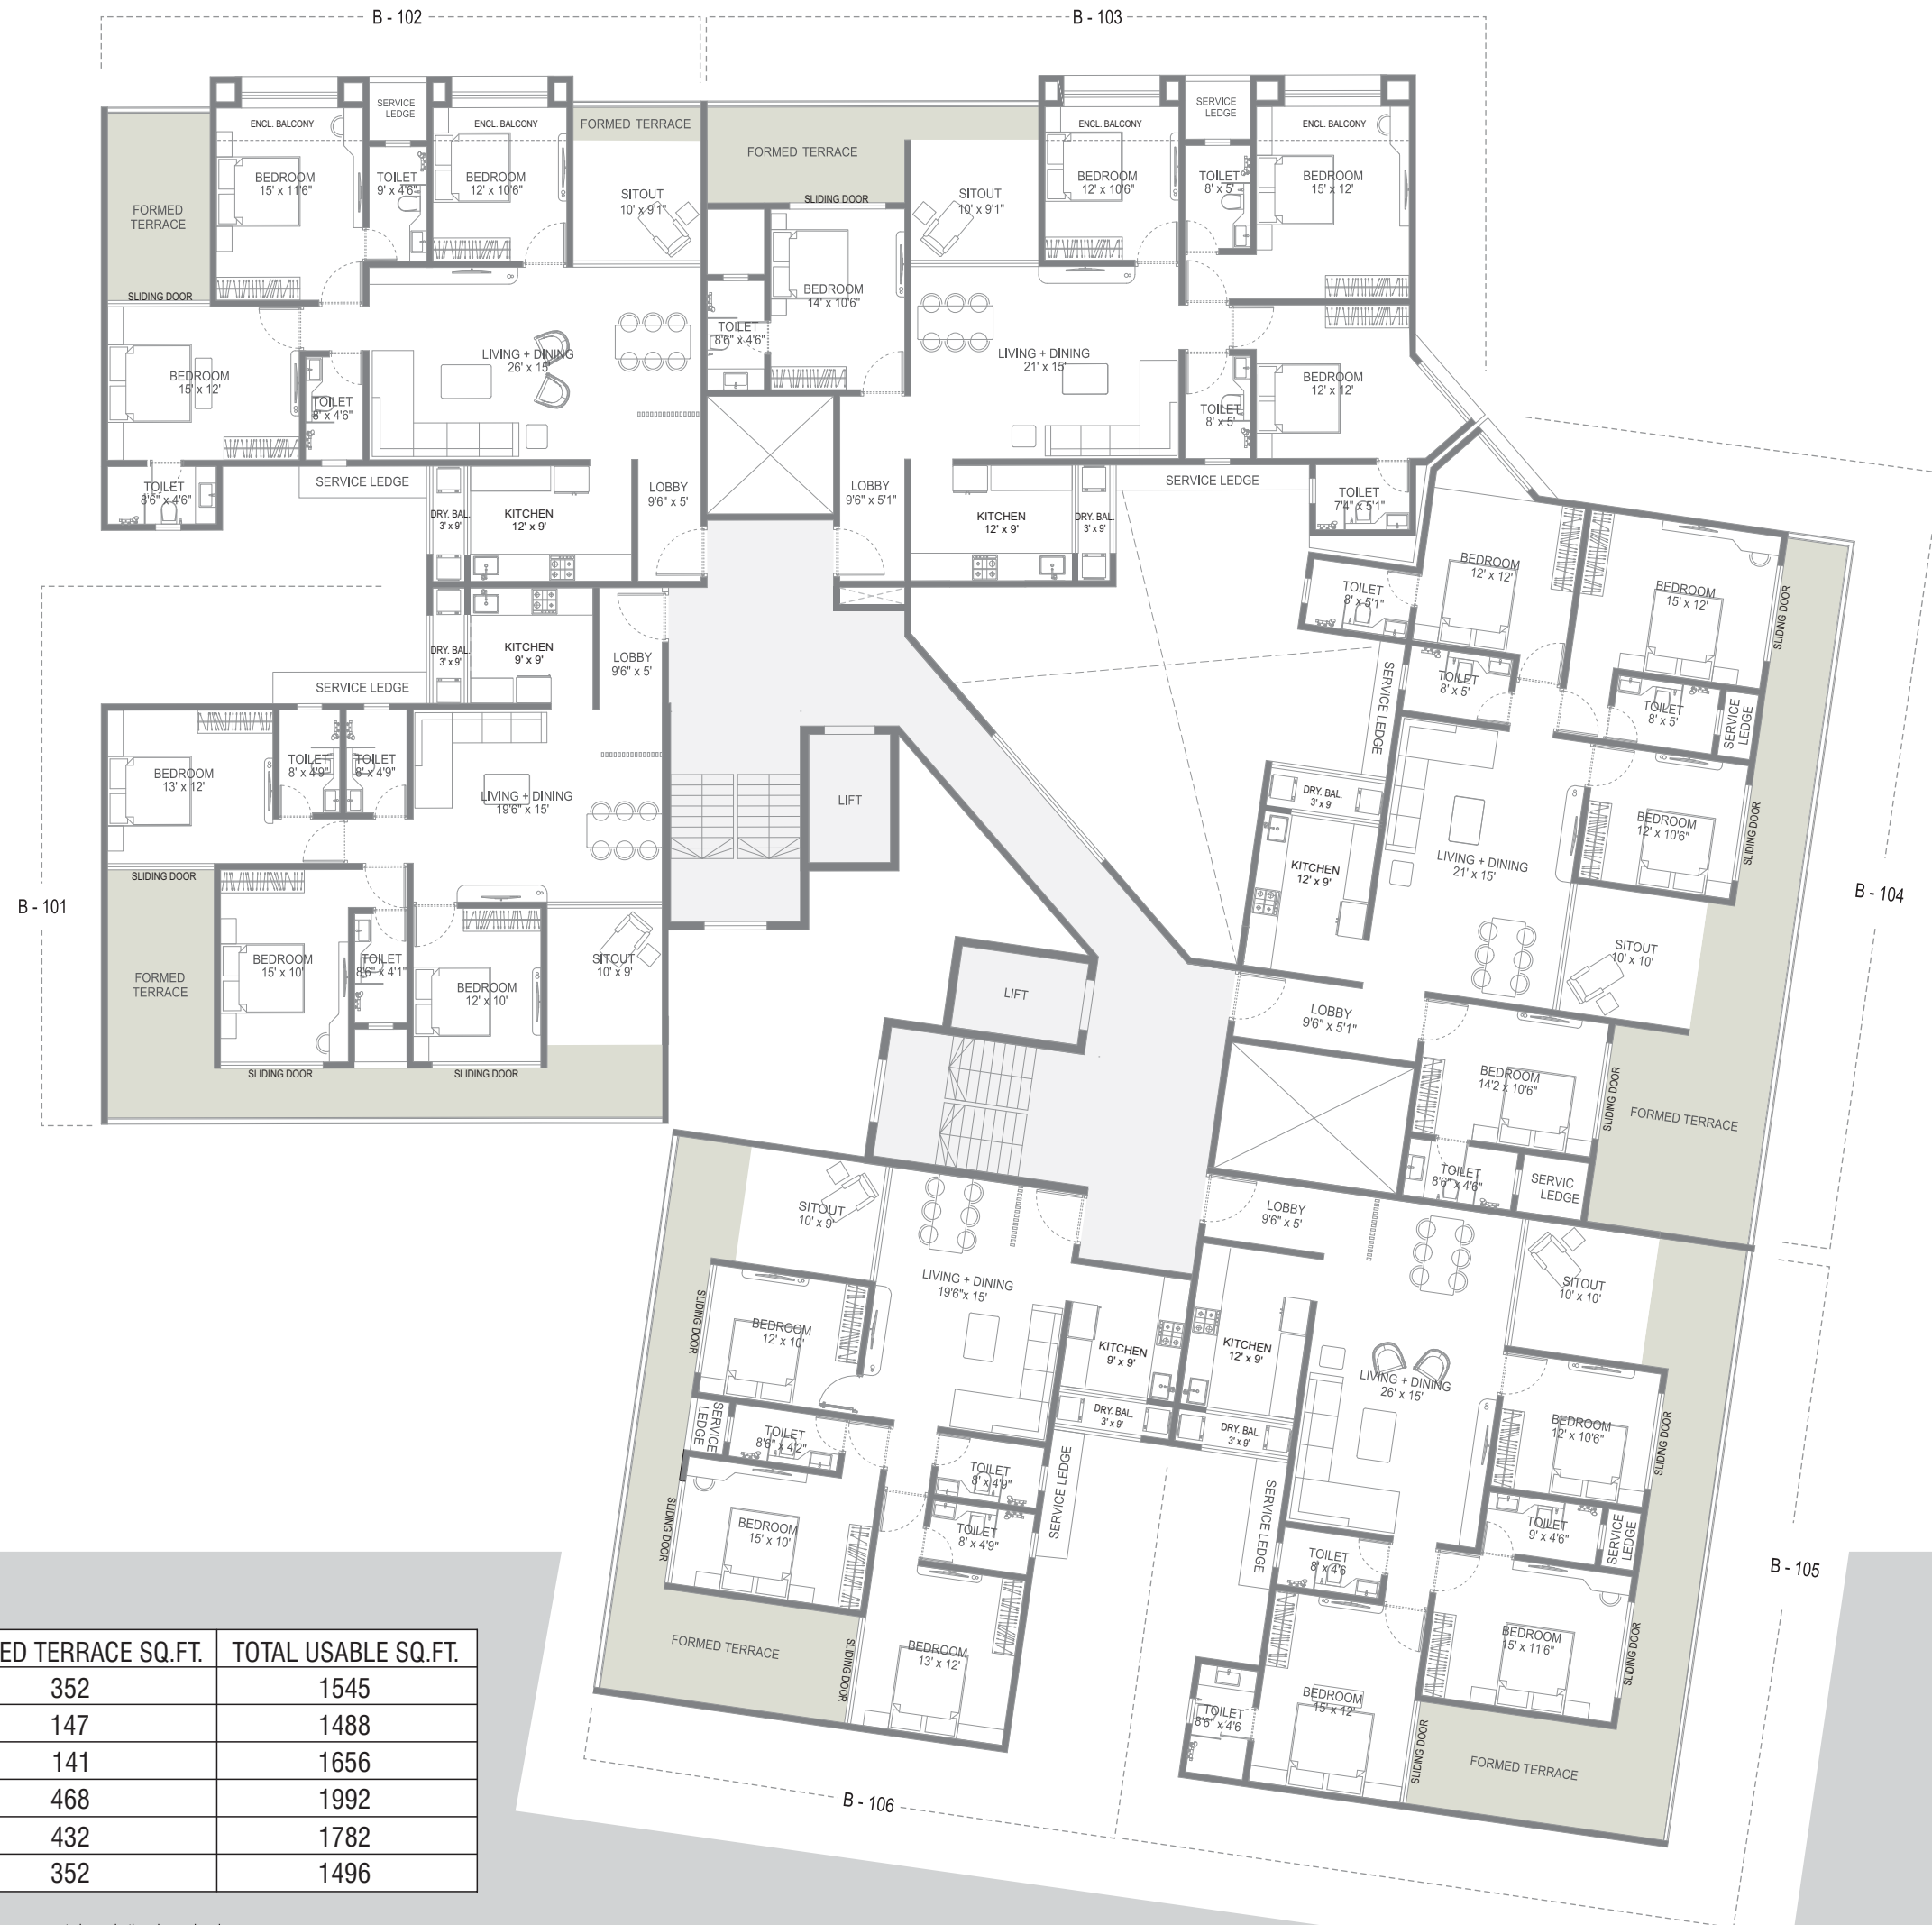 B - 102
B - 103
SERVICE
LEDGE
ENCL. BALCONY
ENCL. BALCONY
FORMED TERRACE
BEDROOM
15' x 11'6"
TOILET
9' x 4'6"
BEDROOM
12' x 10'6"
SITOUT
10' x 9'1"
FORMED
TERRACE
SLIDING DOOR
BEDROOM
15' x 12'
TOILET
8' x 4'6"
LIVING + DINING
26' x 15'
TOILET
8'6" x 4'6"
SERVICE LEDGE
DRY. BAL.
3' x 9'
KITCHEN
12' x 9'
LOBBY
9'6" x 5'
FORMED TERRACE
SLIDING DOOR
SITOUT
10' x 9'1"
ENCL. BALCONY
SERVICE
LEDGE
ENCL. BALCONY
BEDROOM
12' x 10'6"
TOILET
8' x 5'
BEDROOM
15' x 12'
BEDROOM
14' x 10'6"
TOILET
8'6" x 4'6"
LIVING + DINING
21' x 15'
TOILET
8' x 5'
BEDROOM
12' x 12'
LOBBY
9'6" x 5'1"
KITCHEN
12' x 9'
DRY. BAL.
3' x 9'
SERVICE LEDGE
TOILET
7'4" x 5'1"
B - 101
DRY. BAL.
3' x 9'
KITCHEN
9' x 9'
LOBBY
9'6" x 5'
SERVICE LEDGE
BEDROOM
13' x 12'
TOILET
8' x 4'9"
TOILET
8' x 4'9"
LIVING + DINING
19'6" x 15'
SLIDING DOOR
FORMED
TERRACE
BEDROOM
15' x 10'
TOILET
8'6" x 4'1"
BEDROOM
12' x 10'
SITOUT
10' x 9'
SLIDING DOOR
SLIDING DOOR
LIFT
LIFT
B - 104
BEDROOM
12' x 12'
BEDROOM
15' x 12'
SLIDING DOOR
TOILET
8' x 5'1"
TOILET
8' x 5'
TOILET
8' x 5'
SERVICE
LEDGE
SERVICE LEDGE
DRY. BAL.
3' x 9'
KITCHEN
12' x 9'
LIVING + DINING
21' x 15'
BEDROOM
12' x 10'6"
SLIDING DOOR
SITOUT
10' x 10'
LOBBY
9'6" x 5'1"
BEDROOM
14'2 x 10'6"
SLIDING DOOR
FORMED TERRACE
TOILET
8'6" x 4'6"
SERVIC
LEDGE
B - 105
LOBBY
9'6" x 5'
SITOUT
10' x 10'
KITCHEN
12' x 9'
LIVING + DINING
26' x 15'
DRY. BAL.
3' x 9'
BEDROOM
12' x 10'6"
SLIDING DOOR
TOILET
9' x 4'6"
SERVICE
LEDGE
SERVICE LEDGE
TOILET
8' x 4'6
BEDROOM
15' x 11'6"
SLIDING DOOR
BEDROOM
15' x 12'
TOILET
8'6" x 4'6
SLIDING DOOR
FORMED TERRACE
B - 106
SITOUT
10' x 9'
LIVING + DINING
19'6"x 15'
SLIDING DOOR
BEDROOM
12' x 10'
KITCHEN
9' x 9'
DRY. BAL.
3' x 9'
SERVICE
LEDGE
TOILET
8'6" x 4'2"
TOILET
8' x 4'9"
SERVICE LEDGE
SLIDING DOOR
BEDROOM
15' x 10'
TOILET
8' x 4'9"
FORMED TERRACE
SLIDING DOOR
BEDROOM
13' x 12'
ED TERRACE SQ.FT. TOTAL USABLE SQ.FT.
352 1545
147 1488
141 1656
468 1992
432 1782
352 1496